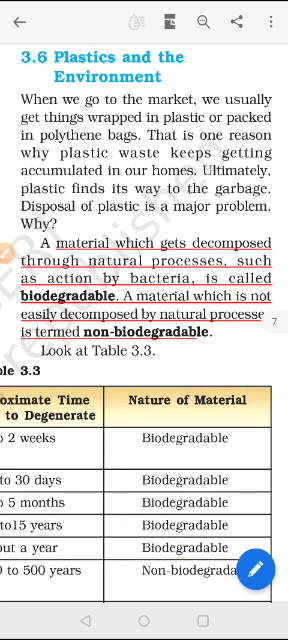 3.6 Plastics and the
Environment
When we go to the market, we usually
get things wrapped in plastic or packed
in polythene bags. That is one reason
why plastic waste keeps getting
accumulated in our homes. Ultimately,
plastic finds its way to the garbage.
Disposal of plastic is a major problem.
Why?
A material which gets decomposed
through natural processes, such
as action by bacteria, is called
biodegradable. A material which is not
easily decomposed by natural processe
is termed non-biodegradable.
7
Look at Table 3.3.
ble 3.3
oximate Time Nature of Material
to Degenerate
o 2 weeks Biodegradable
to 30 days Biodegradable
o 5 months Biodegradable
to15 years Biodegradable
out a year Biodegradable
0 to 500 years Non-biodegrada